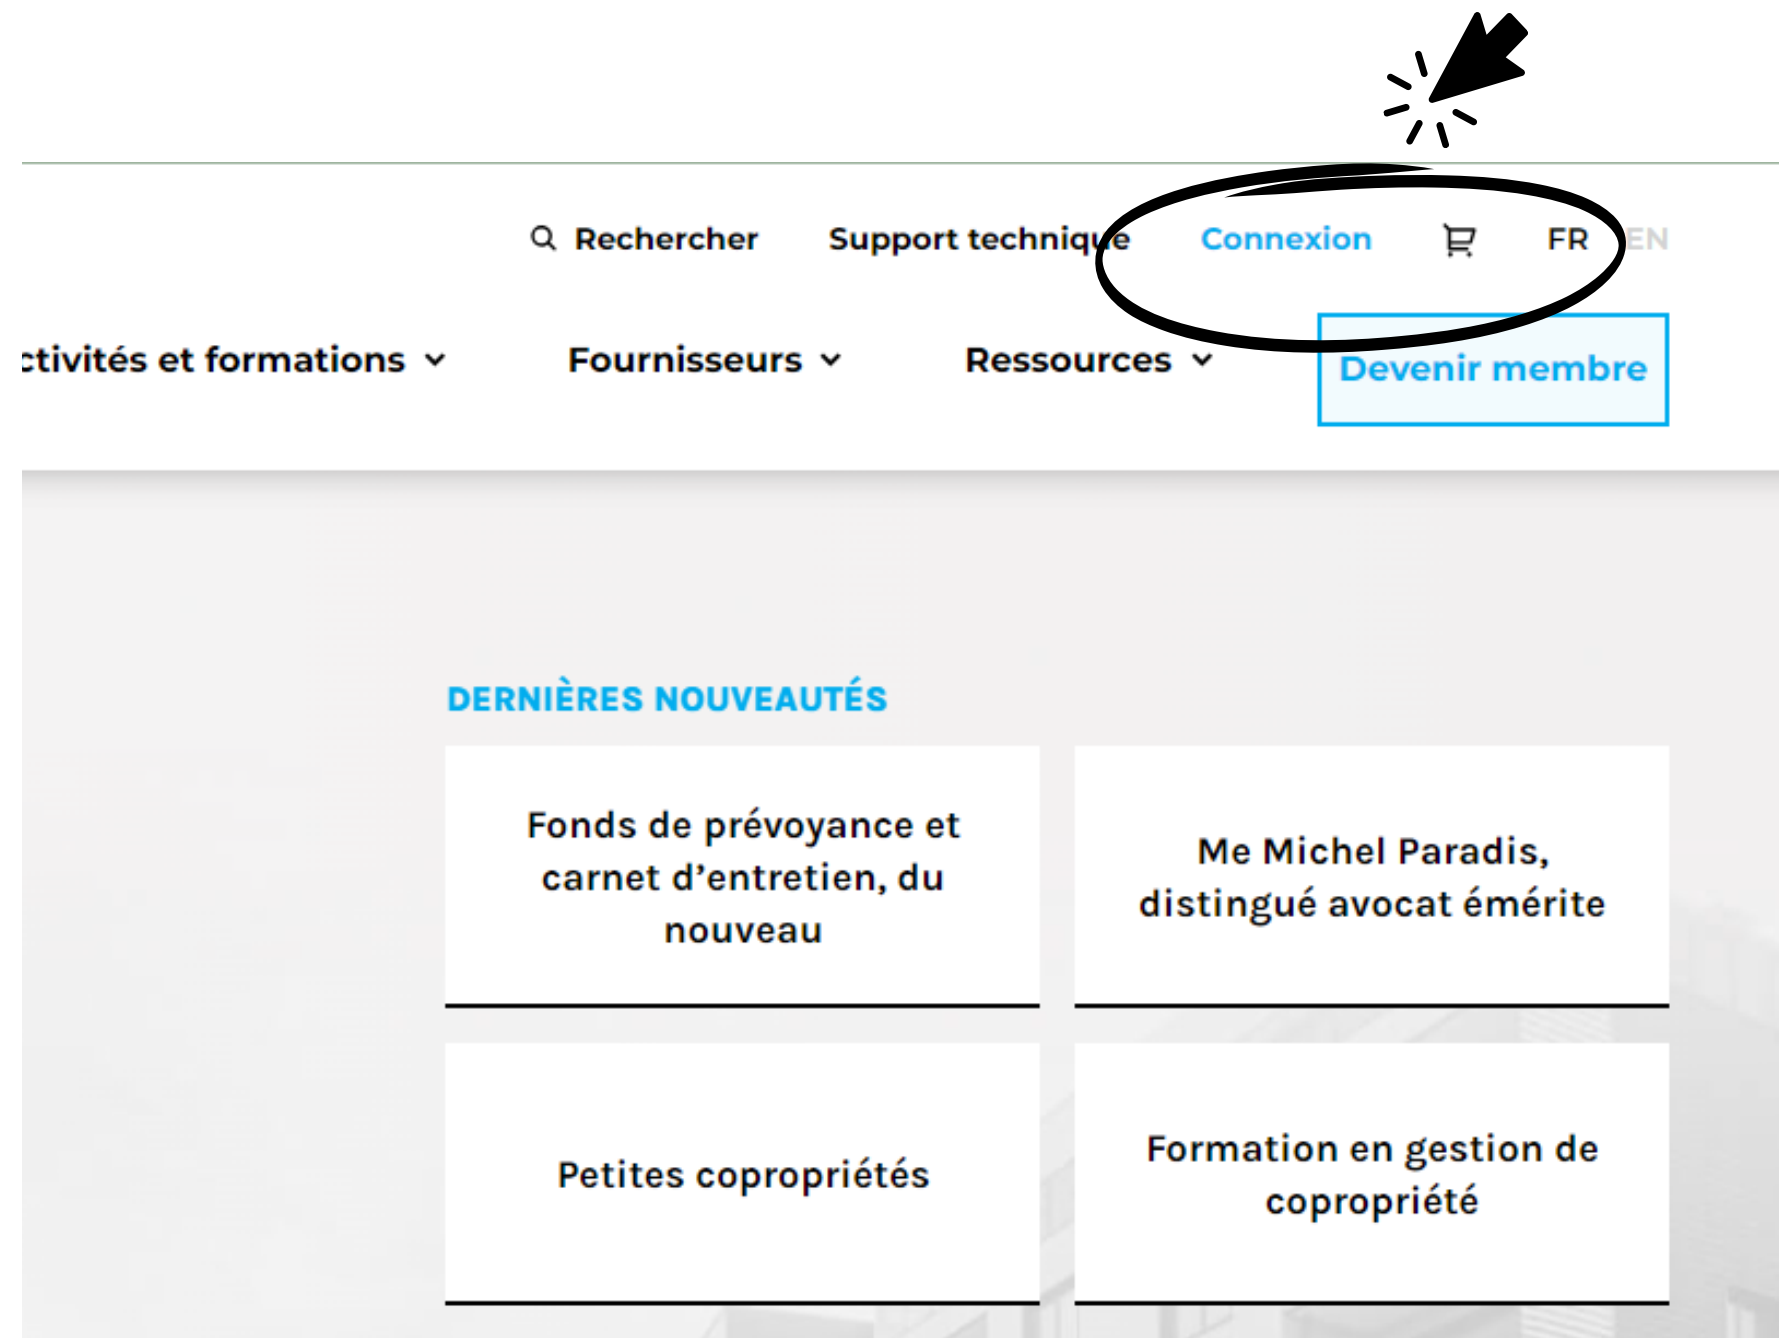 Rechercher Support technique Connexion FR EN
ctivités et formations Fournisseurs Ressources Devenir membre
DERNIÈRES NOUVEAUTÉS
Fonds de prévoyance et
carnet d’entretien, du
nouveau
Me Michel Paradis,
distingué avocat émérite
Petites copropriétés
Formation en gestion de
copropriété